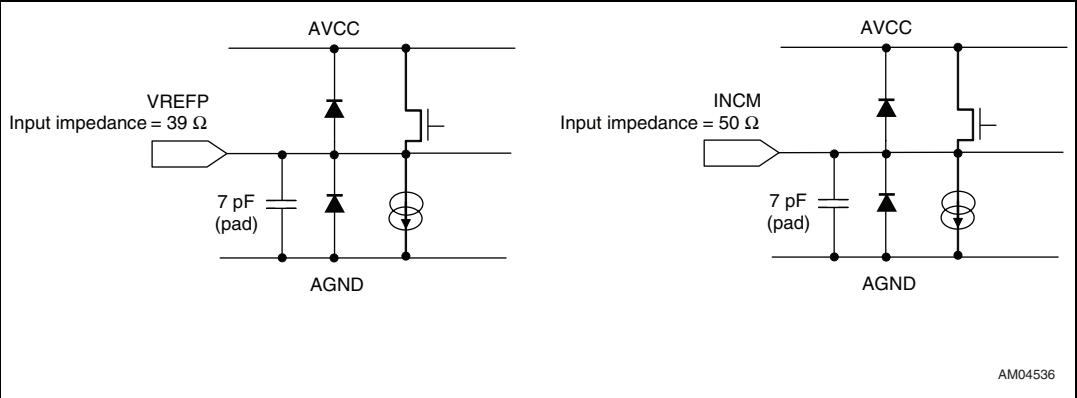 AVCC
VREFP
Input impedance = 39 Ω
7 pF
(pad)
AGND
AVCC
INCM
Input impedance = 50 Ω
7 pF
(pad)
AGND
AM04536